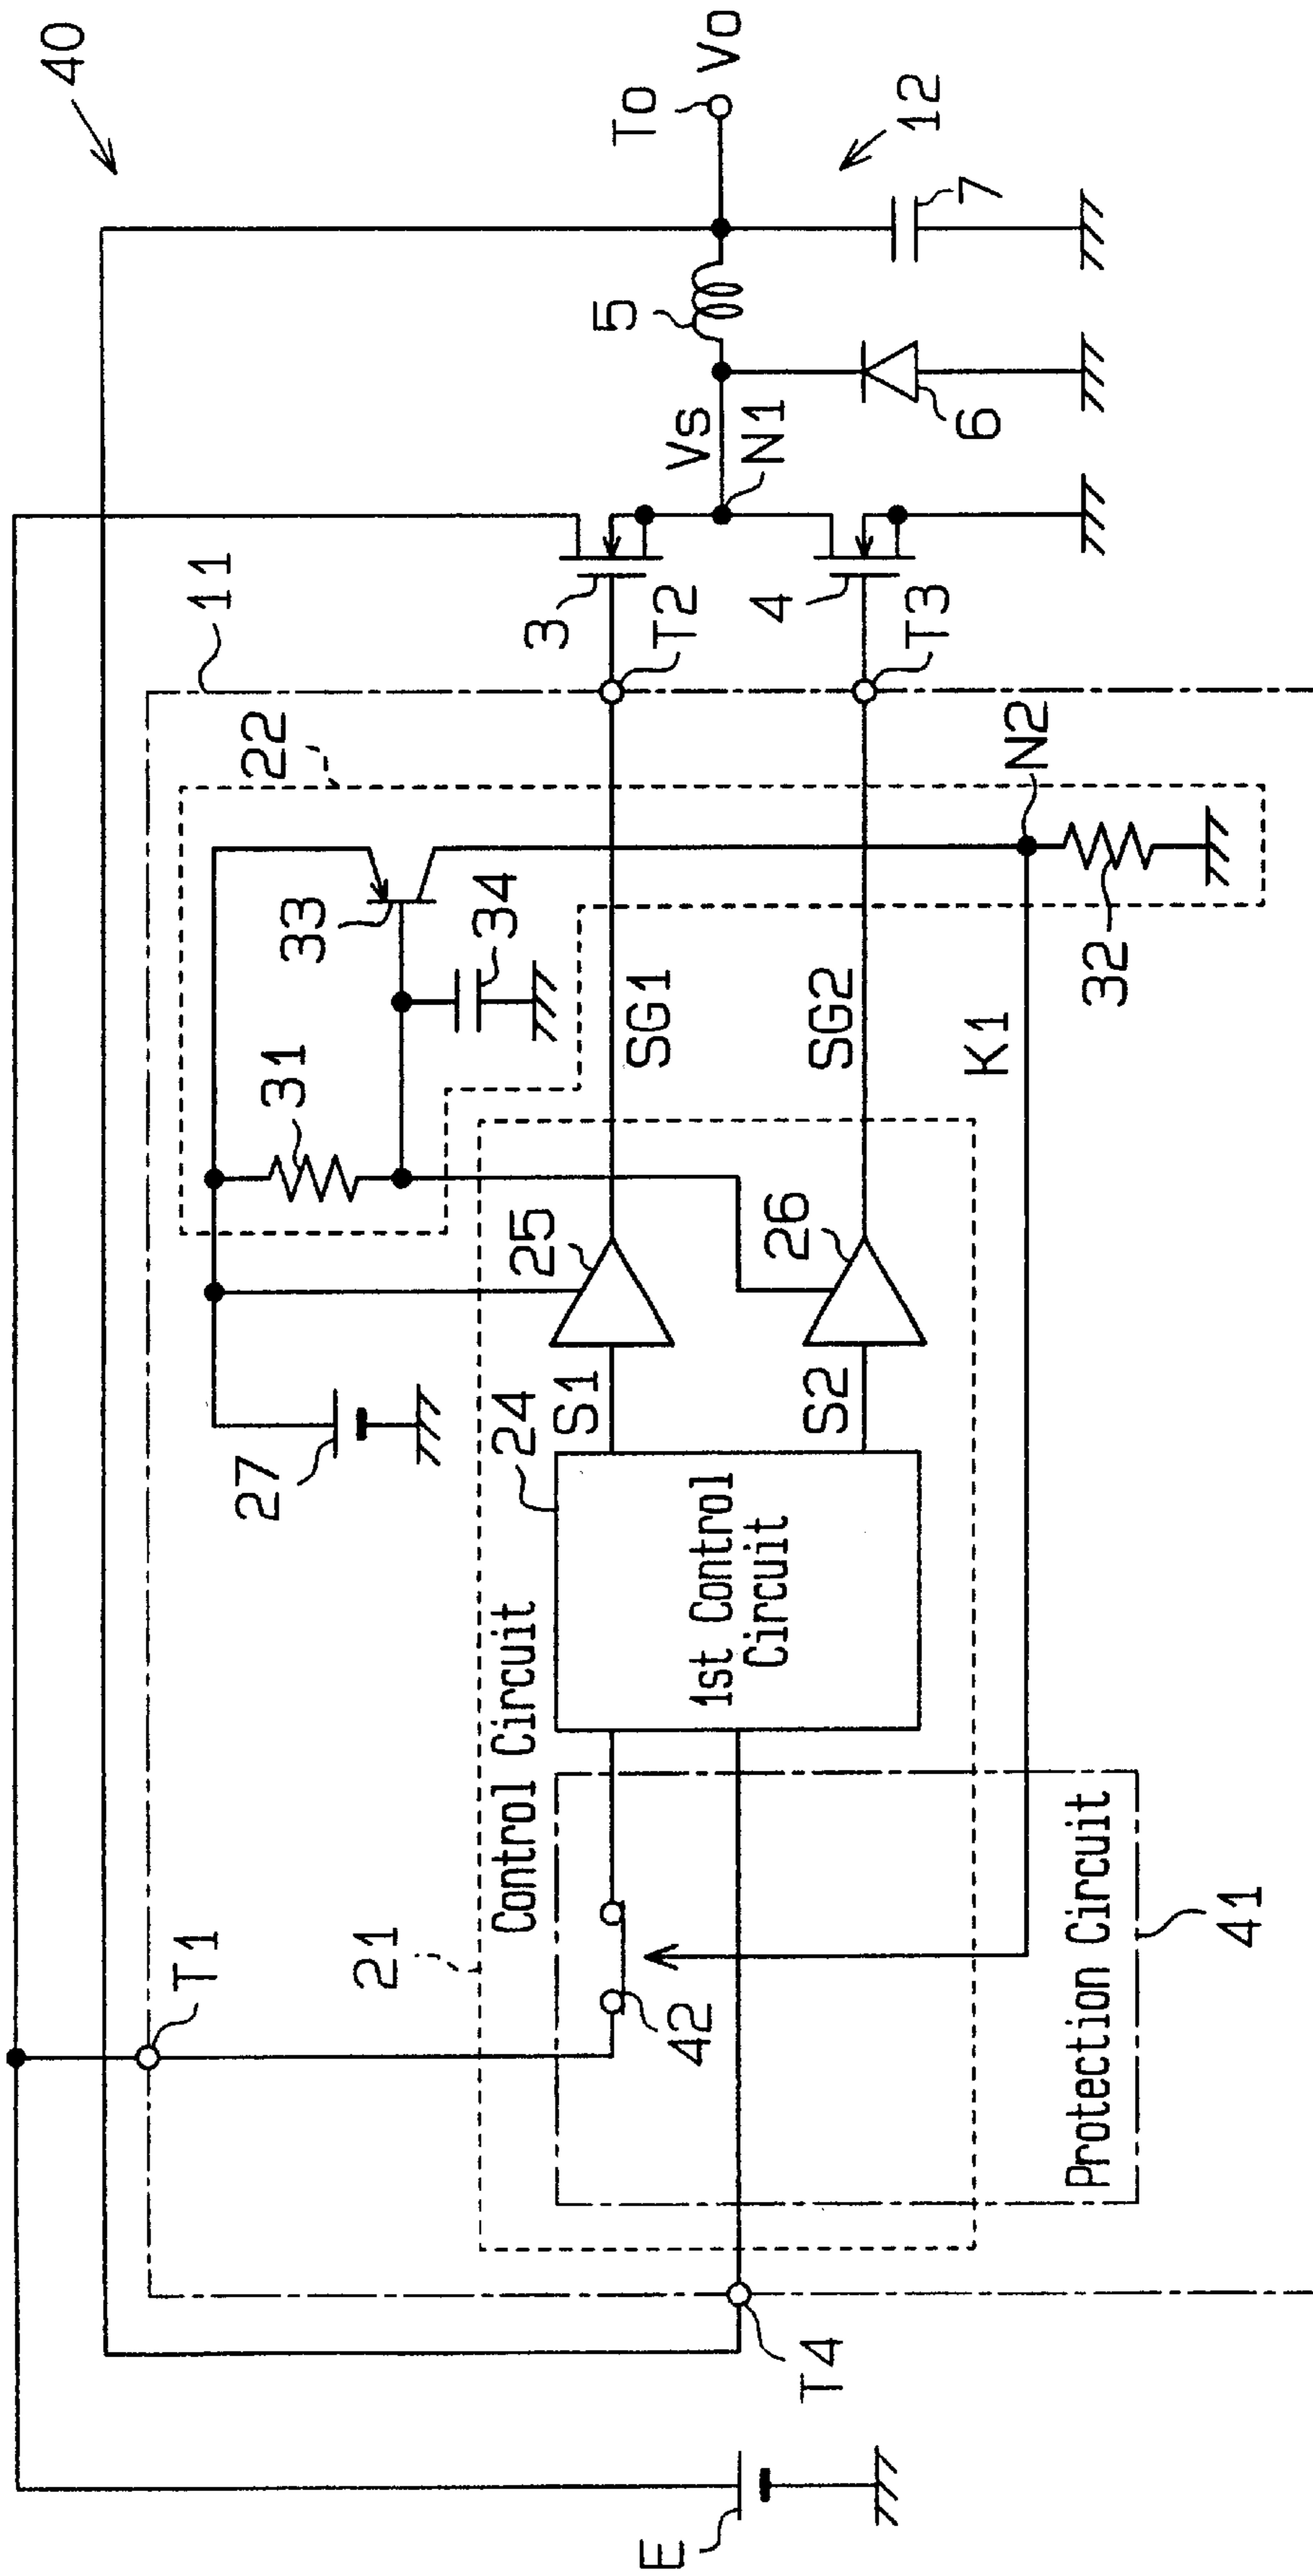 40
11
T1
22
27
31
33
34
21
Control Circuit
24
1st Control
Circuit
S1
25
SG1
T2
3
Vs
N1
5
To
Vo
42
S2
26
SG2
T3
4
6
7
12
E
T4
K1
N2
32
Protection Circuit
41